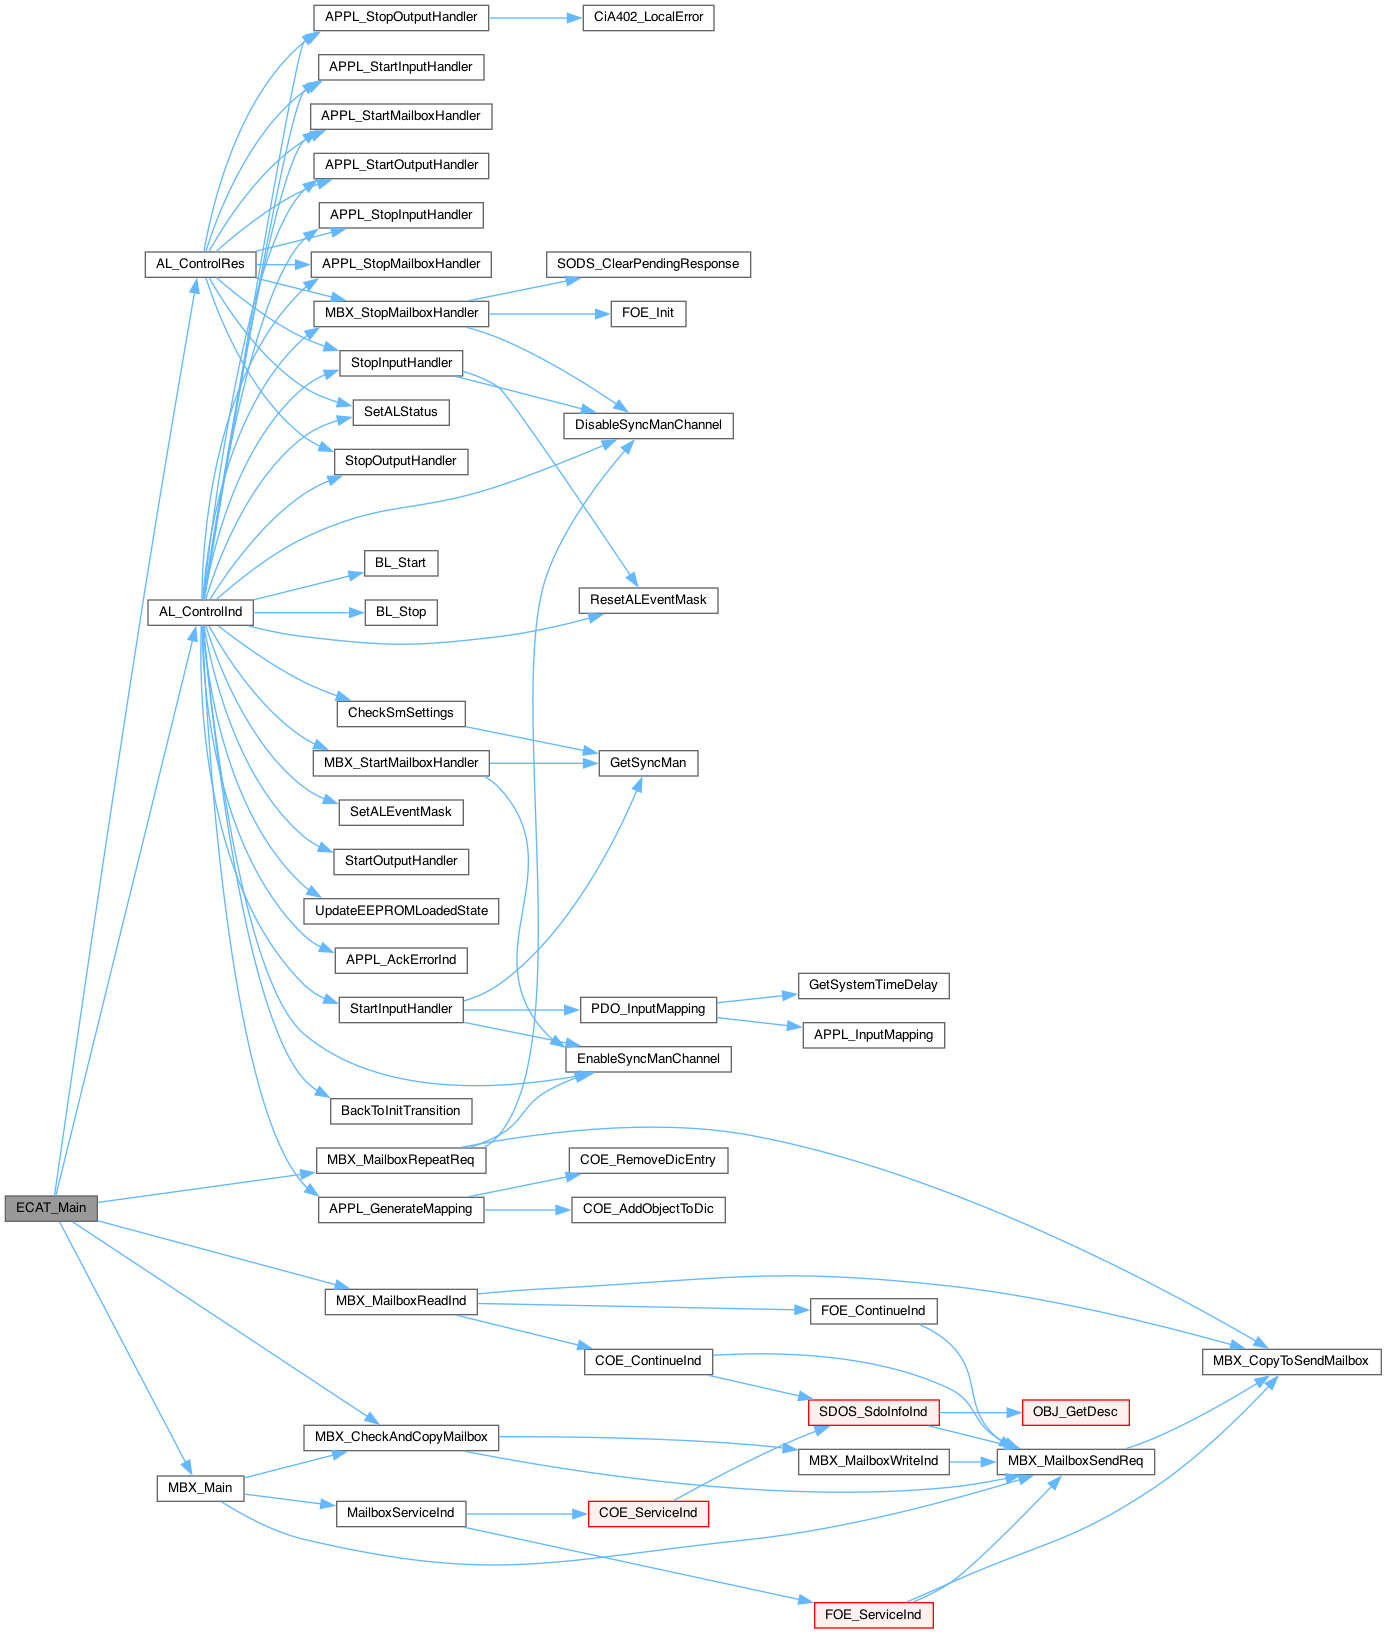 APPL_StopOutputHandler
CiA402_LocalError
APPL_StartInputHandler
APPL_StartMailboxHandler
APPL_StartOutputHandler
APPL_StopInputHandler
AL_ControlRes
APPL_StopMailboxHandler
SODS_ClearPendingResponse
MBX_StopMailboxHandler
FOE_Init
StopInputHandler
SetALStatus
DisableSyncManChannel
StopOutputHandler
BL_Start
ResetALEventMask
AL_ControlInd
BL_Stop
CheckSmSettings
MBX_StartMailboxHandler
GetSyncMan
SetALEventMask
StartOutputHandler
UpdateEEPROMLoadedState
APPL_AckErrorInd
GetSystemTimeDelay
StartInputHandler
PDO_InputMapping
APPL_InputMapping
EnableSyncManChannel
BackToInitTransition
MBX_MailboxRepeatReq
COE_RemoveDicEntry
ECAT_Main
APPL_GenerateMapping
COE_AddObjectToDic
MBX_MailboxReadInd
FOE_ContinueInd
COE_ContinueInd
MBX_CopyToSendMailbox
SDOS_SdoInfoInd
OBJ_GetDesc
MBX_CheckAndCopyMailbox
MBX_MailboxWriteInd
MBX_MailboxSendReq
MBX_Main
MailboxServiceInd
COE_ServiceInd
FOE_ServiceInd